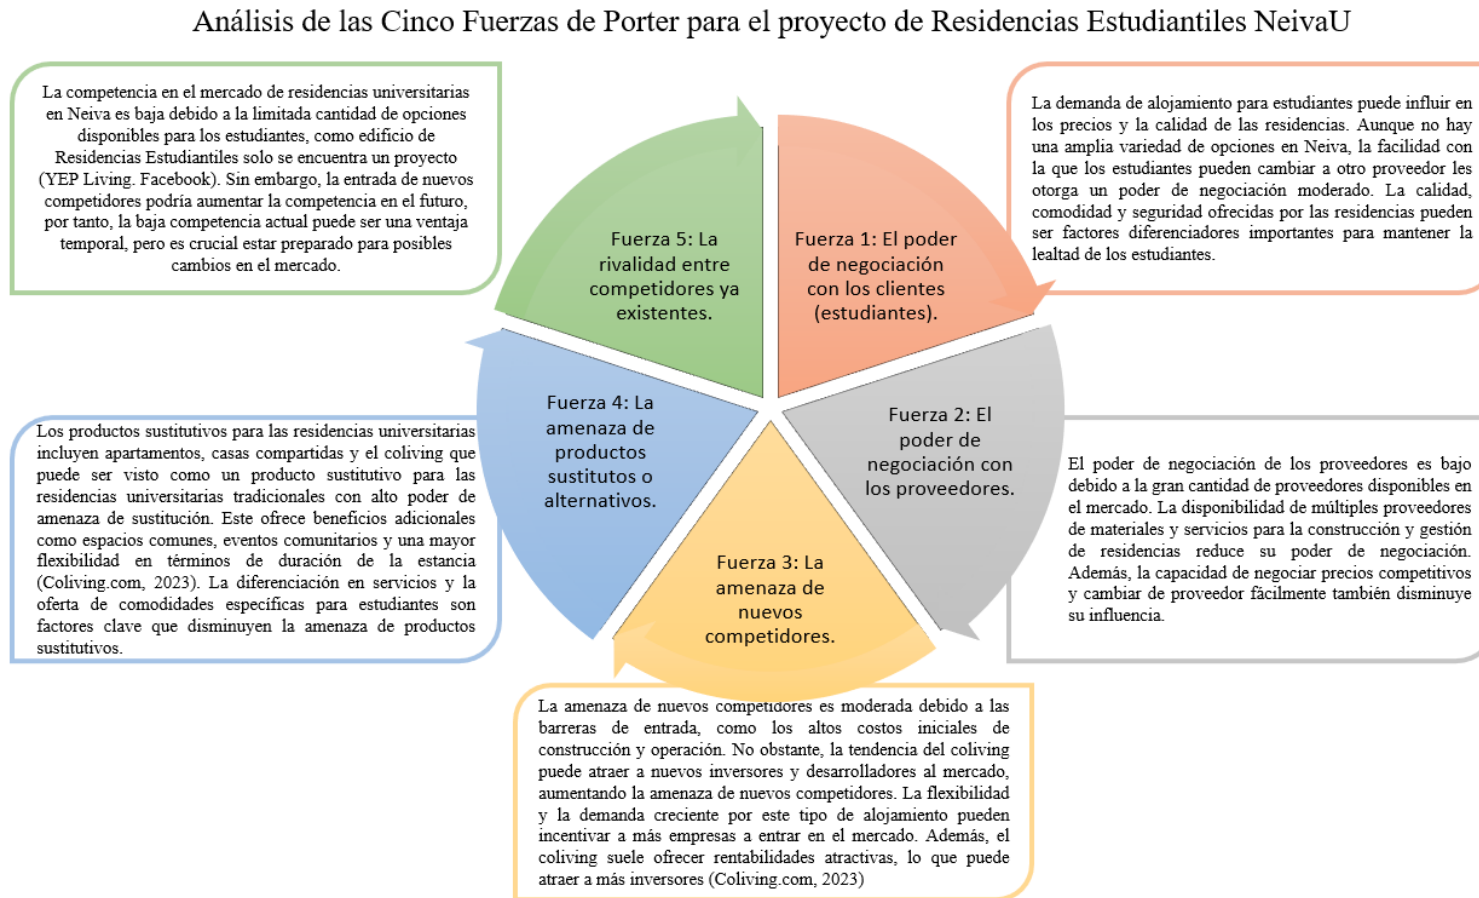 Análisis de las Cinco Fuerzas de Porter para el proyecto de Residencias Estudiantiles NeivaU
La competencia en el mercado de residencias universitarias
en Neiva es baja debido a la limitada cantidad de opciones
disponibles para los estudiantes, como edificio de
Residencias Estudiantiles solo se encuentra un proyecto
(YEP Living. Facebook). Sin embargo, la entrada de nuevos
competidores podría aumentar la competencia en el futuro,
por tanto, la baja competencia actual puede ser una ventaja
temporal, pero es crucial estar preparado para posibles
cambios en el mercado.
Fuerza 5: La
rivalidad entre
competidores ya
existentes.
Fuerza 1: El poder
de negociación
con los clientes
(estudiantes).
La demanda de alojamiento para estudiantes puede influir en
los precios y la calidad de las residencias. Aunque no hay
una amplia variedad de opciones en Neiva, la facilidad con
la que los estudiantes pueden cambiar a otro proveedor les
otorga un poder de negociación moderado. La calidad,
comodidad y seguridad ofrecidas por las residencias pueden
ser factores diferenciadores importantes para mantener la
lealtad de los estudiantes.
Los productos sustitutivos para las residencias universitarias
incluyen apartamentos, casas compartidas y el coliving que
puede ser visto como un producto sustitutivo para las
residencias universitarias tradicionales con alto poder de
amenaza de sustitución. Este ofrece beneficios adicionales
como espacios comunes, eventos comunitarios y una mayor
flexibilidad en términos de duración de la estancia
(Coliving.com, 2023). La diferenciación en servicios y la
oferta de comodidades específicas para estudiantes son
factores clave que disminuyen la amenaza de productos
sustitutivos.
Fuerza 4: La
amenaza de
productos
sustitutos o
alternativos.
Fuerza 2: El
poder de
negociación con
los proveedores.
El poder de negociación de los proveedores es bajo
debido a la gran cantidad de proveedores disponibles en
el mercado. La disponibilidad de múltiples proveedores
de materiales y servicios para la construcción y gestión
de residencias reduce su poder de negociación.
Además, la capacidad de negociar precios competitivos
y cambiar de proveedor fácilmente también disminuye
su influencia.
Fuerza 3: La
amenaza de
nuevos
competidores.
La amenaza de nuevos competidores es moderada debido a las
barreras de entrada, como los altos costos iniciales de
construcción y operación. No obstante, la tendencia del coliving
puede atraer a nuevos inversores y desarrolladores al mercado,
aumentando la amenaza de nuevos competidores. La flexibilidad
y la demanda creciente por este tipo de alojamiento pueden
incentivar a más empresas a entrar en el mercado. Además, el
coliving suele ofrecer rentabilidades atractivas, lo que puede
atraer a más inversores (Coliving.com, 2023)